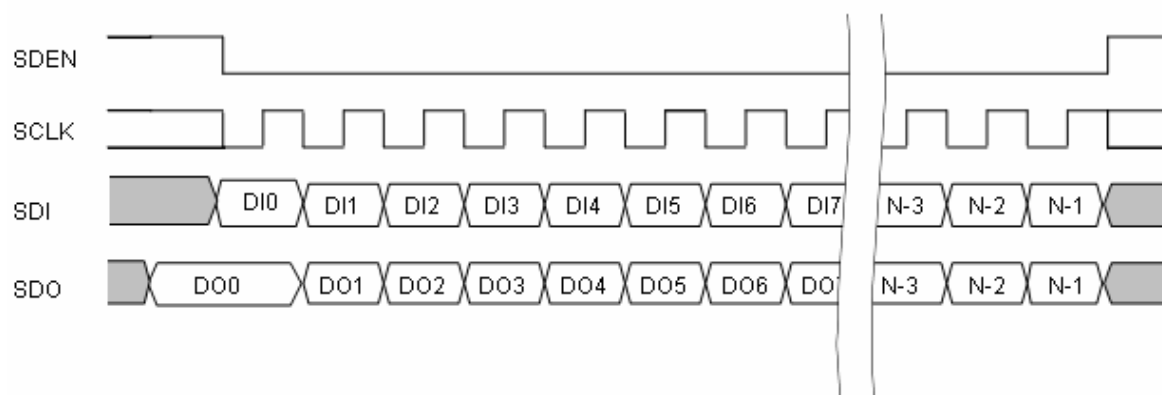 SDEN
SCLK
SDI DI0 DI1 DI2 DI3 DI4 DI5 DI6 DI7 N-3 N-2 N-1
SDO DO0 DO1 DO2 DO3 DO4 DO5 DO6 DO N-3 N-2 N-1